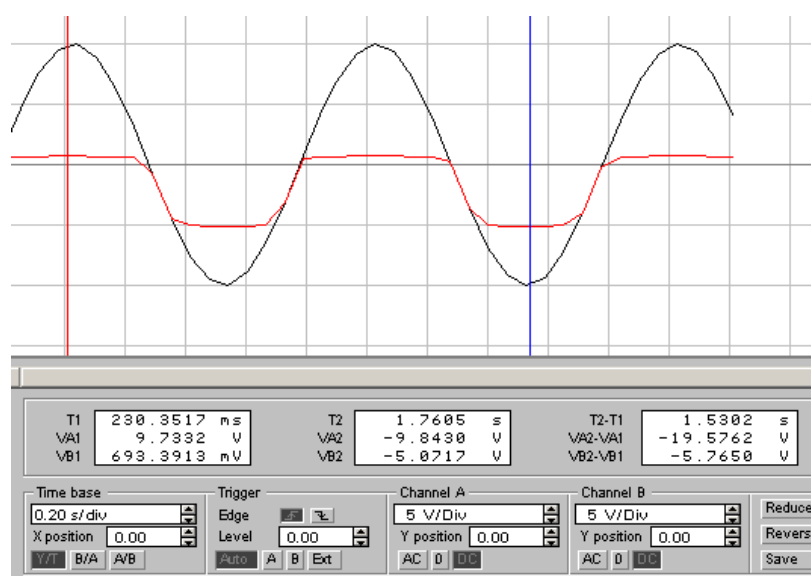 T1 230.3517 ms T2 1.7605 s T2-T1 1.5302 s
VA1 9.7332 V VA2 -9.8430 V VA2-VA1 -19.5762 V
VB1 693.3913 mV VB2 -5.0717 V VB2-VB1 -5.7650 V
Time base Trigger Channel A Channel B
0.20 s/div Edge 5 V/Div 5 V/Div Reduce
X position 0.00 Level 0.00 Y position 0.00 Y position 0.00 Revers
Y/T B/A A/B Auto A B Ext AC 0 DC AC 0 DC Save